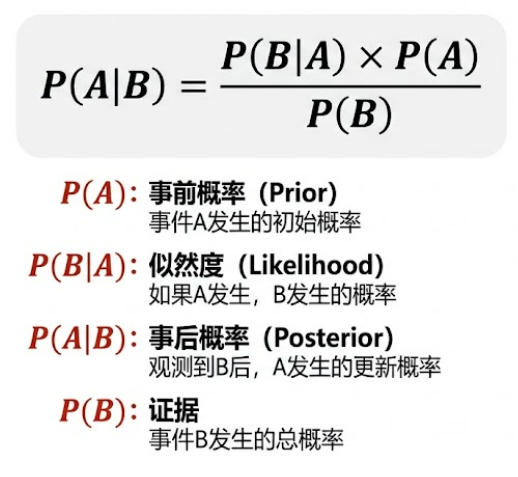 P(A|B) = P(B|A) × P(A) / P(B)
P(A): 事前概率（Prior）
事件A发生的初始概率
P(B|A): 似然度（Likelihood）
如果A发生，B发生的概率
P(A|B): 事后概率（Posterior）
观测到B后，A发生的更新概率
P(B): 证据
事件B发生的总概率